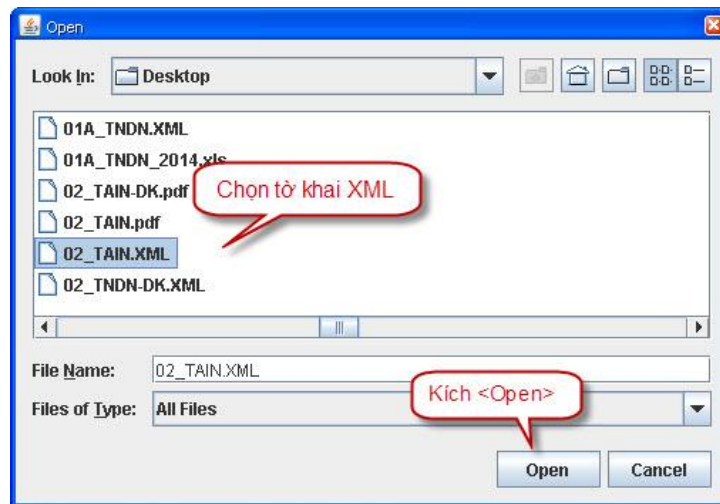 Open
Look In: Desktop
01A_TNDN.XML
01A_TNDN_2014.xls
02_TAIN-DK.pdf
Chọn tờ khai XML
02_TAIN.pdf
02_TAIN.XML
02_TNDN-DK.XML
File Name: 02_TAIN.XML
Kích <Open>
Files of Type: All Files
Open Cancel